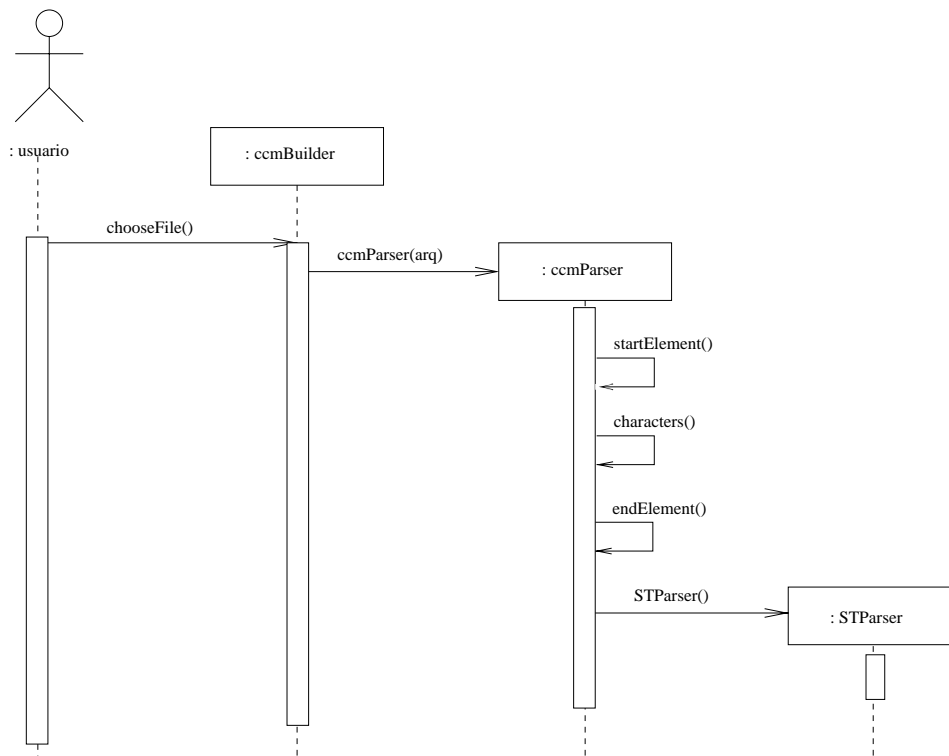 : usuario
: ccmBuilder
chooseFile()
ccmParser(arq)
: ccmParser
startElement()
characters()
endElement()
STParser()
: STParser